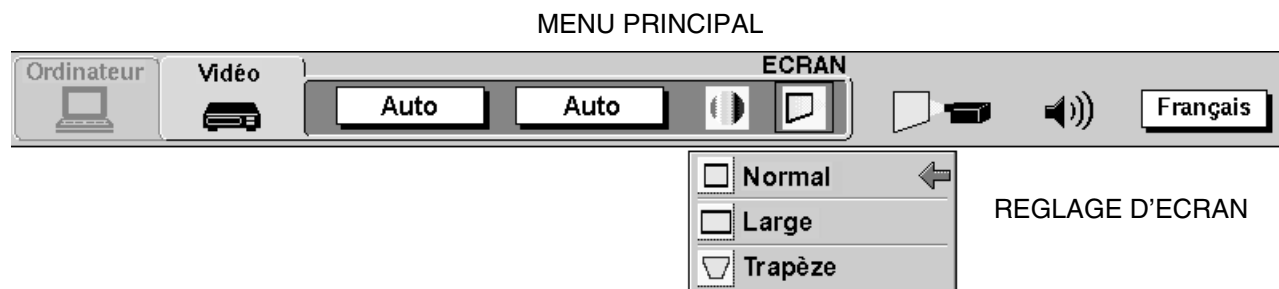 MENU PRINCIPAL
Ordinateur
Vidéo
ECRAN
Auto
Auto
Français
Normal
Large
Trapèze
REGLAGE D'ECRAN